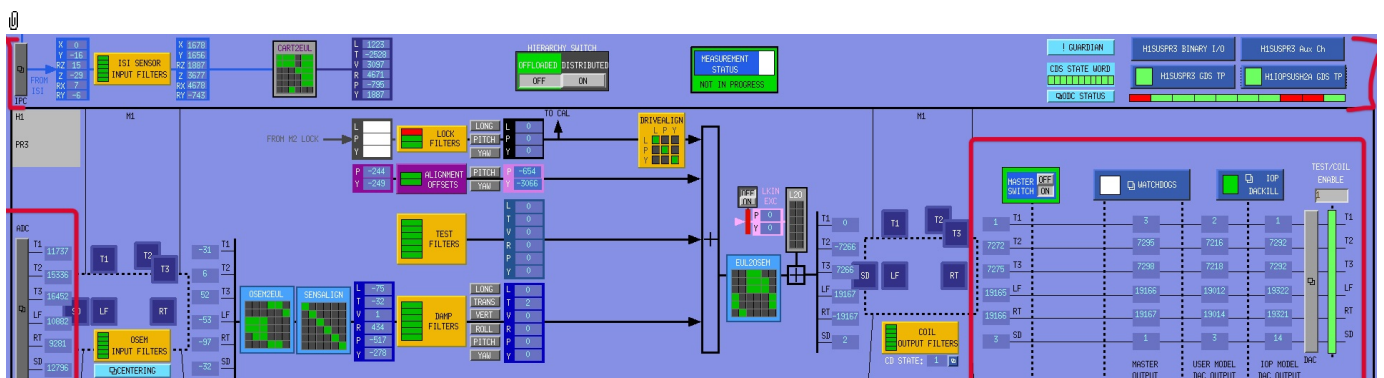 X 0 X 1678 CART2EUL L 1223 HIERARCHY SWITCH ! GUARDIAN H1SUSPR3 BINARY I/O H1SUSPR3 Aux Ch
Y -16 Y 1656 T -2528 MEASUREMENT
RZ 15 ISI SENSOR RZ 1887 V 3097 OFFLOADED DISTRIBUTED STATUS CDS STATE WORD
FROM Z -29 INPUT FILTERS Z 3677 R 4671 OFF ON H1SUSPR3 GDS TP H1IOPSUSH2A GDS TP
ISI RX 7 RX 4678 P -795 NOT IN PROGRESS
IPC RY -6 RY -743 Y 1887 ODC STATUS
H1 M1 TO CAL M1
PR3
FROM M2 LOCK L P Y LOCK FILTERS LONG PITCH YAW L 0 P 0 Y 0 DRIVEALIGN L P Y L P Y
P -244 Y -249 ALIGNMENT OFFSETS PITCH YAW P -654 Y -3066
MASTER SWITCH OFF ON WATCHDOGS IOP DACKILL TEST/COIL ENABLE 1
OFF ON LKIN EXC P 0 Y 0 L2O
TEST FILTERS L 0 T 0 V 0 R 0 P 0 Y 0
ADC
T1 11737 T1 T2 T3 -31 T1 T1 0 T1 T2 T3 1 T1 3 2 1 T1
T2 15336 6 T2 T2 -7266 7272 T2 7295 7216 7292 T2
T3 16452 SD LF RT 52 T3 EUL2OSEM T3 7266 SD LF RT 7275 T3 7298 7218 7292 T3
LF 10882 -53 LF LF 19167 19165 LF 19166 19012 19322 LF
RT 9281 OSEM INPUT FILTERS -97 RT RT -19167 COIL OUTPUT FILTERS 19166 RT 19167 19014 19321 RT
SD 12796 CENTERING -32 SD SD 2 CD STATE: 1 3 SD 1 3 14 SD
OSEM2EUL SENSALIGN L -75 T -32 V 1 R 434 P -517 Y -278 DAMP FILTERS LONG TRANS VERT ROLL PITCH YAW L 0 T 2 V 0 R 0 P 0 Y 0
MASTER OUTPUT USER MODEL DAC OUTPUT IOP MODEL DAC OUTPUT DAC